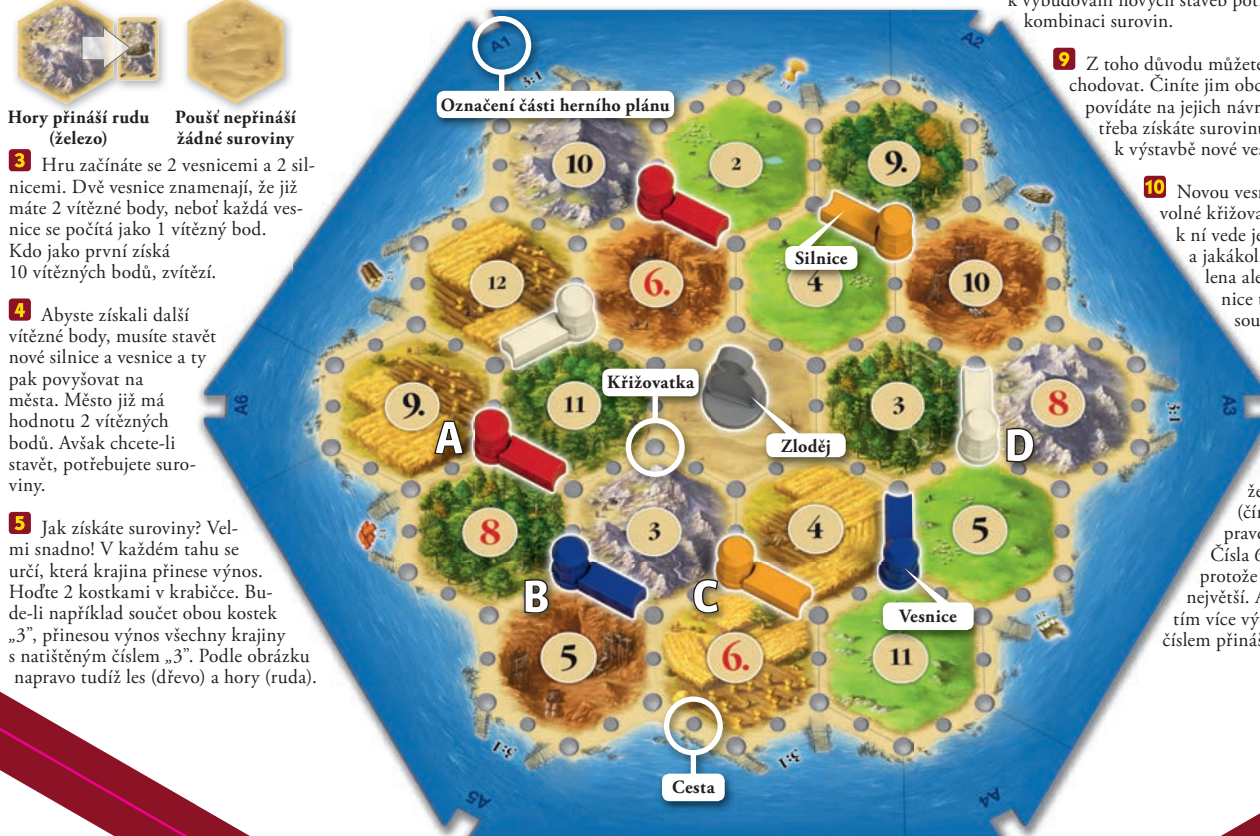 Hory přináší rudu
(železo)
Poušť nepřináší
žádné suroviny
3 Hru začínáte se 2 vesnicemi a 2 sil-
nicemi. Dvě vesnice znamenají, že již
máte 2 vítězné body, neboť každá ves-
nice se počítá jako 1 vítězný bod.
Kdo jako první získá
10 vítězných bodů, zvítězí.
4 Abyste získali další
vítězné body, musíte stavět
nové silnice a vesnice a ty
pak povyšovat na
města. Město již má
hodnotu 2 vítězných
bodů. Avšak chcete-li
stavět, potřebujete suro-
viny.
5 Jak získáte suroviny? Vel-
mi snadno! V každém tahu se
určí, která krajina přinese výnos.
Hoďte 2 kostkami v krabičce. Bu-
de-li například součet obou kostek
„3”, přinesou výnos všechny krajiny
s natištěným číslem „3”. Podle obrázku
napravo tudíž les (dřevo) a hory (ruda).
A1
A2
3:1
Označení části herního plánu
10
2
9.
Silnice
12
6.
4
10
A6
Křižovatka
9.
11
3
8
3:1
A3
A
Zloděj
D
8
3
4
5
B
C
Vesnice
5
6.
11
3:1
3:1
Cesta
A5
A4
k vybudování nových staveb pot
kombinaci surovin.
9 Z toho důvodu můžete
chodovat. Činíte jim obc
povídáte na jejich návr
třeba získáte surovinu
k výstavbě nové ves
10 Novou vesn
volné křižova
k ní vede je
a jakákol
lena ale
nice
sou
že
(čín
prave
Čísla 6
protože
největší. A
tím více vý
číslem přináš